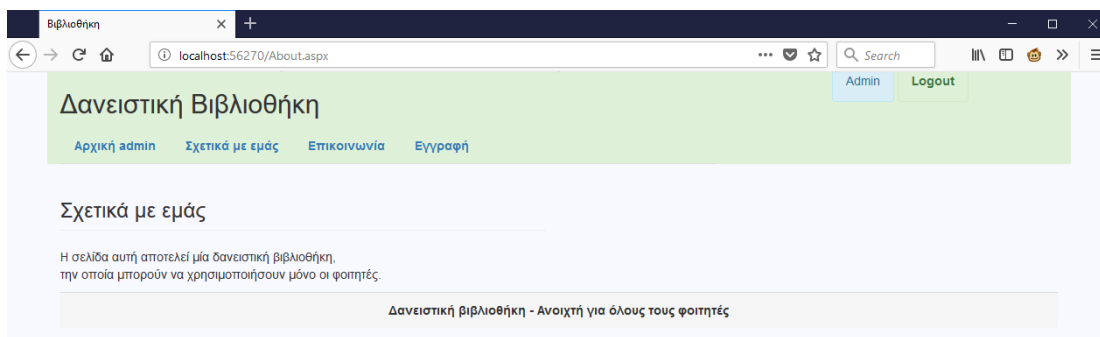 Βιβλιοθήκη
localhost:56270/About.aspx
Search
Admin
Logout
Δανειστική Βιβλιοθήκη
Αρχική admin Σχετικά με εμάς Επικοινωνία Εγγραφή
Σχετικά με εμάς
Η σελίδα αυτή αποτελεί μία δανειστική βιβλιοθήκη,
την οποία μπορούν να χρησιμοποιήσουν μόνο οι φοιτητές.
Δανειστική βιβλιοθήκη - Ανοιχτή για όλους τους φοιτητές